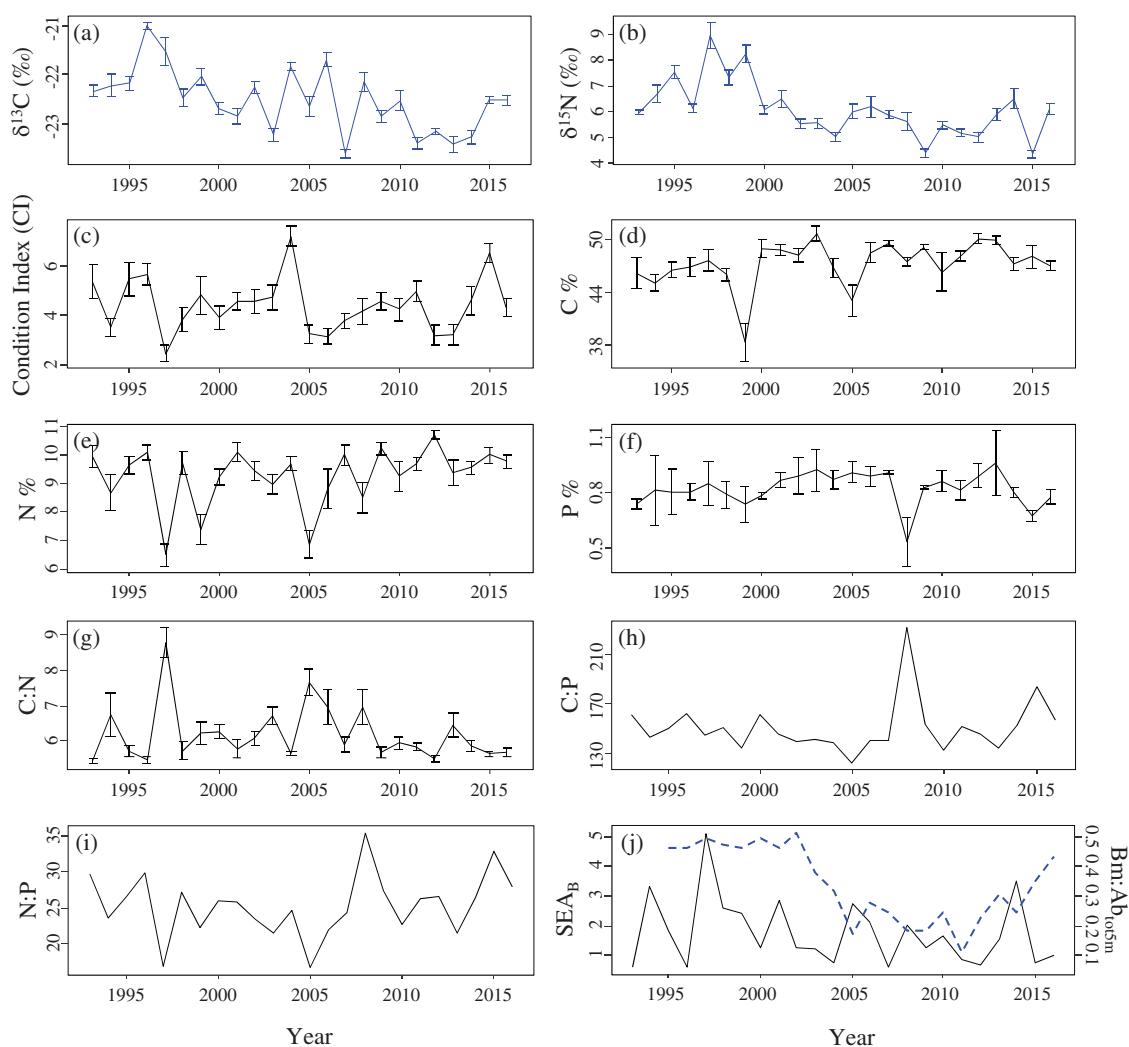 (a)
δ¹³C (‰)
-21
-22
-23
1995 2000 2005 2010 2015
(b)
δ¹⁵N (‰)
9
8
7
6
5
4
1995 2000 2005 2010 2015
(c)
Condition Index (CI)
6
4
2
1995 2000 2005 2010 2015
(d)
C %
50
44
38
1995 2000 2005 2010 2015
(e)
N %
11
10
9
8
7
6
1995 2000 2005 2010 2015
(f)
P %
1.1
0.8
0.5
1995 2000 2005 2010 2015
(g)
C:N
9
8
7
6
1995 2000 2005 2010 2015
(h)
C:P
210
170
130
1995 2000 2005 2010 2015
(i)
N:P
35
30
25
20
1995 2000 2005 2010 2015
Year
(j)
SEA_B
5
4
3
2
1
0.5
0.4
0.3
0.2
0.1
Bm:Ab_tot5m
1995 2000 2005 2010 2015
Year